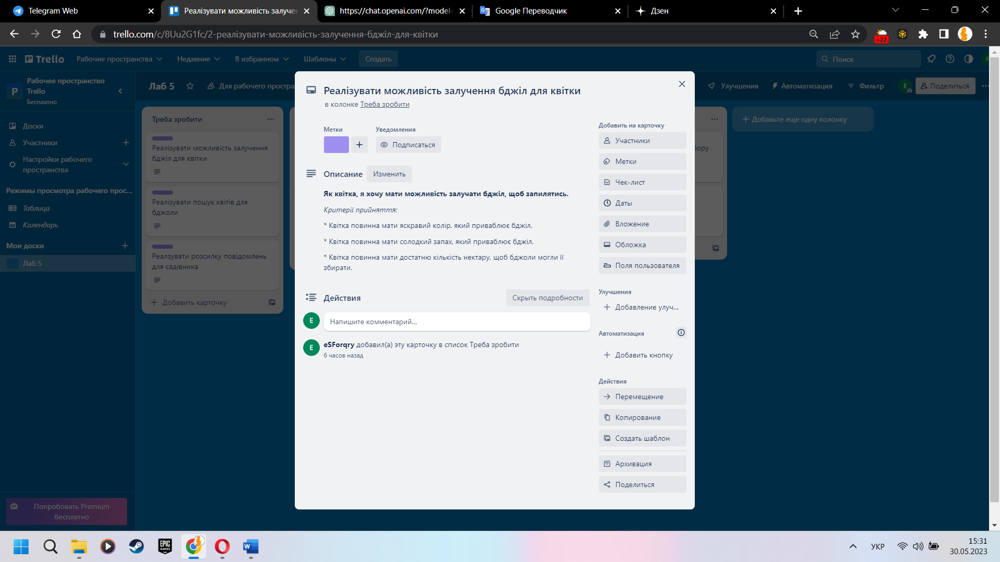 Telegram Web
Реалізувати можливість залучен
https://chat.openai.com/?model=
Google Переводчик
Дзен
trello.com/c/8Uu2G1fc/2-реалізувати-можливість-залучення-бджіл-для-квітки
+22
Trello
Рабочие пространства
Недавние
В избранном
Шаблоны
Создать
Поиск
P
Рабочее пространство
Trello
Бесплатно
Лаб 5
Для рабочего простра
Улучшения
Автоматизация
Фильтр
E
Поделиться
Доски
Участники
Настройки рабочего
пространства
Режимы просмотра рабочего прос...
Таблица
Календарь
Мои доски
Лаб 5
Попробовать Premium
бесплатно
Треба зробити
Реалізувати можливість залучення
бджіл для квітки
Реалізувати пошук квітів для
бджоли
Реалзувати розсилку повідомлень
для садівника
Добавить карточку
бору
Добавьте еще одну колонку
Реалізувати можливість залучення бджіл для квітки
в колонке Треба зробити
Метки
Уведомления
Подписаться
Описание
Изменить
Як квітка, я хочу мати можливість залучати бджіл, щоб запилятись.
Критерії прийняття:
* Квітка повинна мати яскравий колір, який приваблює бджіл.
* Квітка повинна мати солодкий запах, який приваблює бджіл.
* Квітка повинна мати достатню кількість нектару, щоб бджоли могли її
збирати.
Действия
Скрыть подробности
E
Напишите комментарий...
E
eSForqry добавил(а) эту карточку в список Треба зробити
6 часов назад
Добавить на карточку
Участники
Метки
Чек-лист
Даты
Вложение
Обложка
Поля пользователя
Улучшения
Добавление улуч...
Автоматизация
Добавить кнопку
Действия
Перемещение
Копирование
Создать шаблон
Архивация
Поделиться
EPIC
GAMES
W
УКР
15:31
30.05.2023